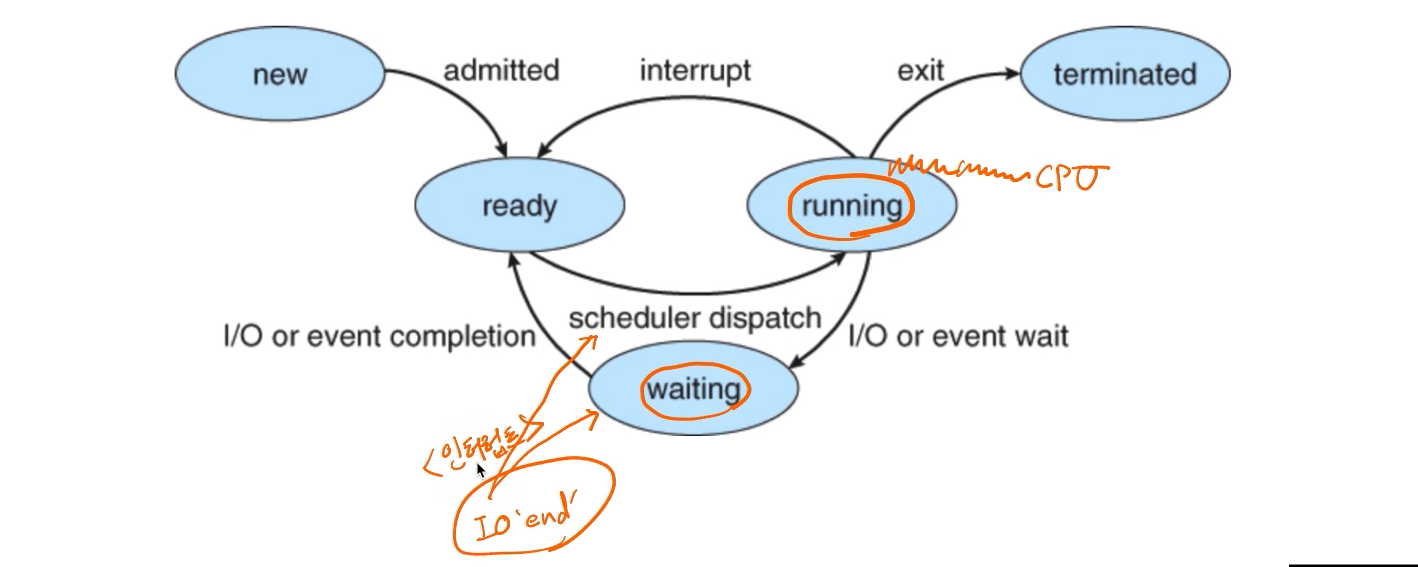 new
admitted
interrupt
exit
terminated
ready
running
CPU
I/O or event completion
scheduler dispatch
I/O or event wait
waiting
<인터럽트>
IO 'end'